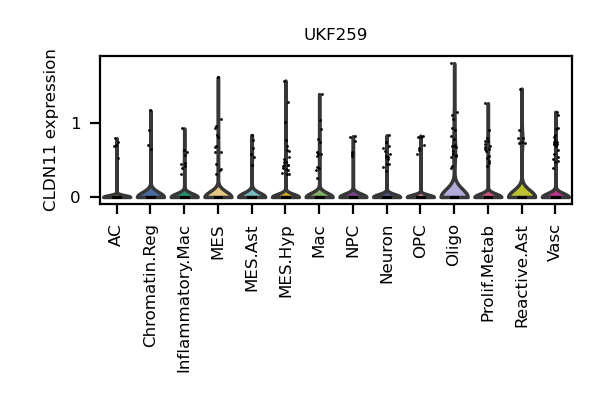 UKF259
CLDN11 expression
1
0
AC
Chromatin.Reg
Inflammatory.Mac
MES
MES.Ast
MES.Hyp
Mac
NPC
Neuron
OPC
Oligo
Prolif.Metab
Reactive.Ast
Vasc